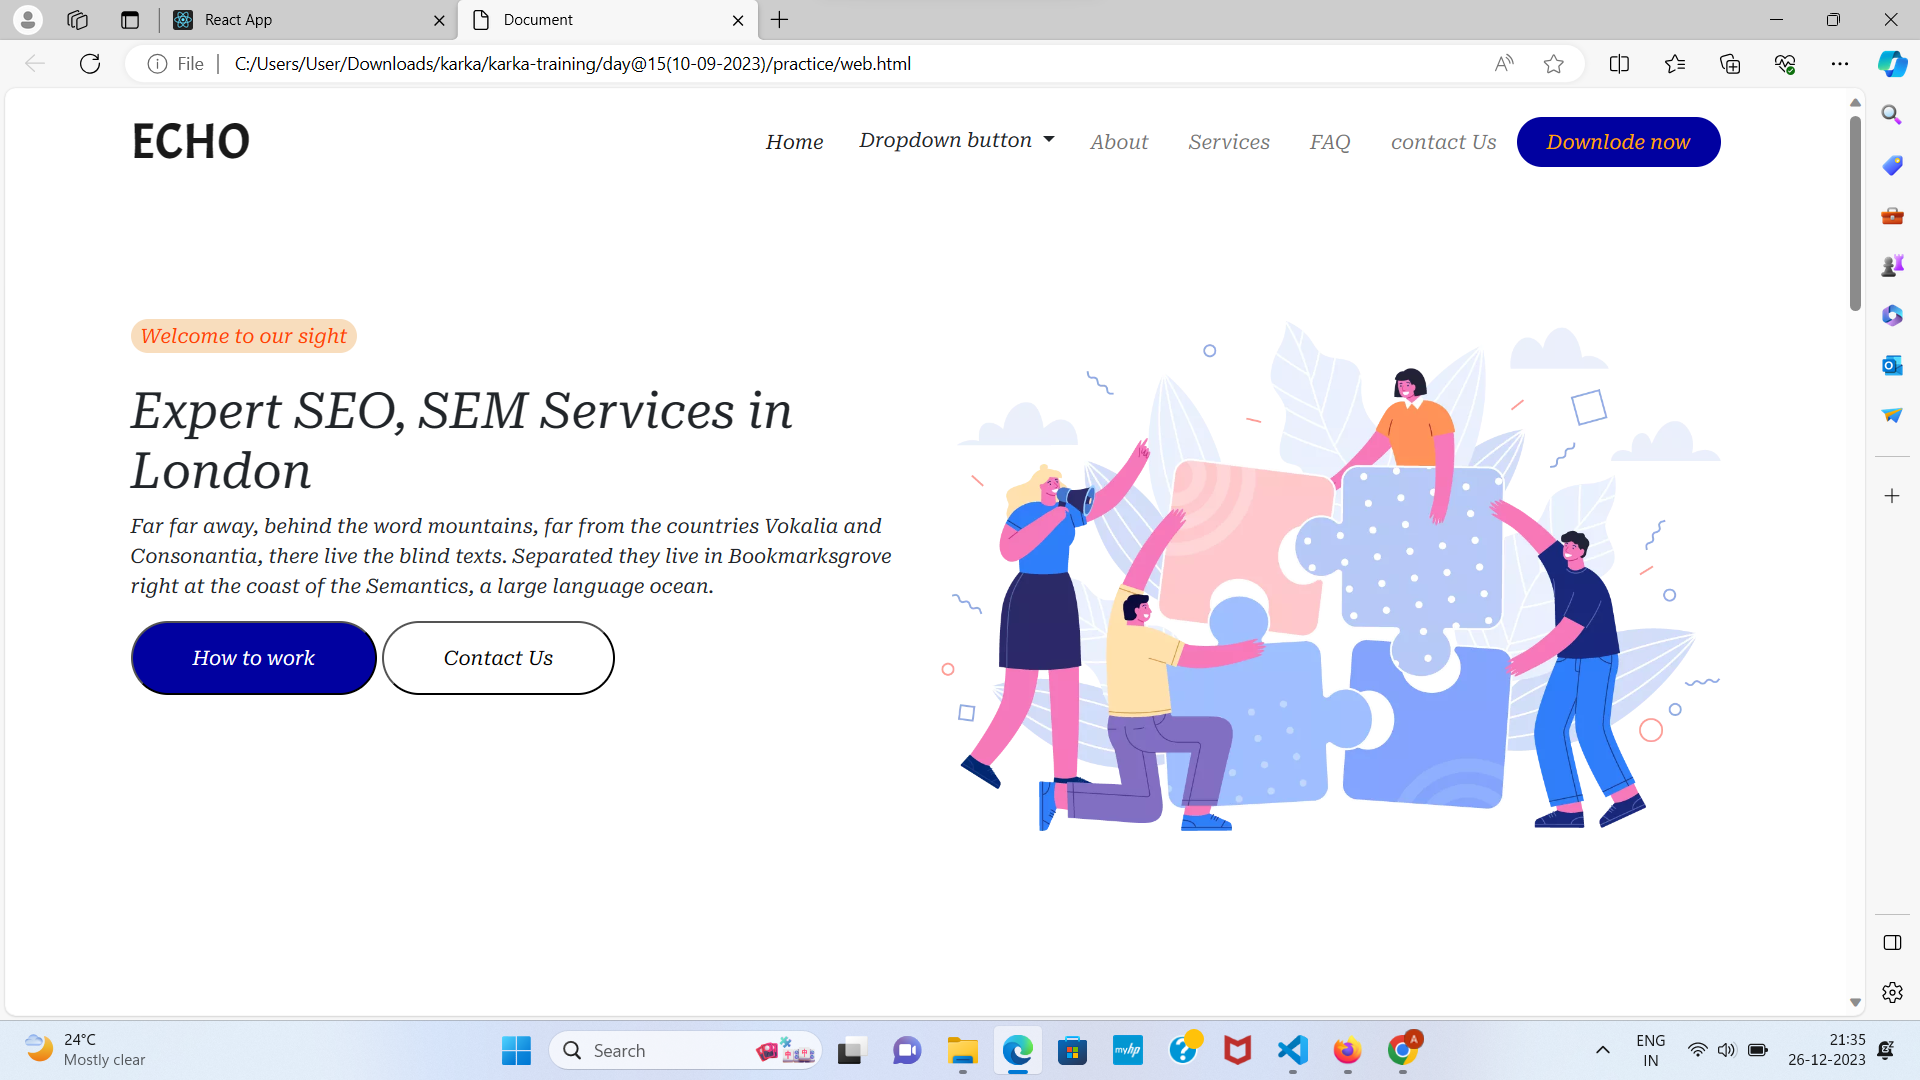 React App
Document
File
C:/Users/User/Downloads/karka/karka-training/day@15(10-09-2023)/practice/web.html
ECHO
Home
Dropdown button
About
Services
FAQ
contact Us
Downlode now
Welcome to our sight
Expert SEO, SEM Services in
London
Far far away, behind the word mountains, far from the countries Vokalia and
Consonantia, there live the blind texts. Separated they live in Bookmarksgrove
right at the coast of the Semantics, a large language ocean.
How to work
Contact Us
24°C
Mostly clear
Search
myhp
A
ENG
IN
21:35
26-12-2023